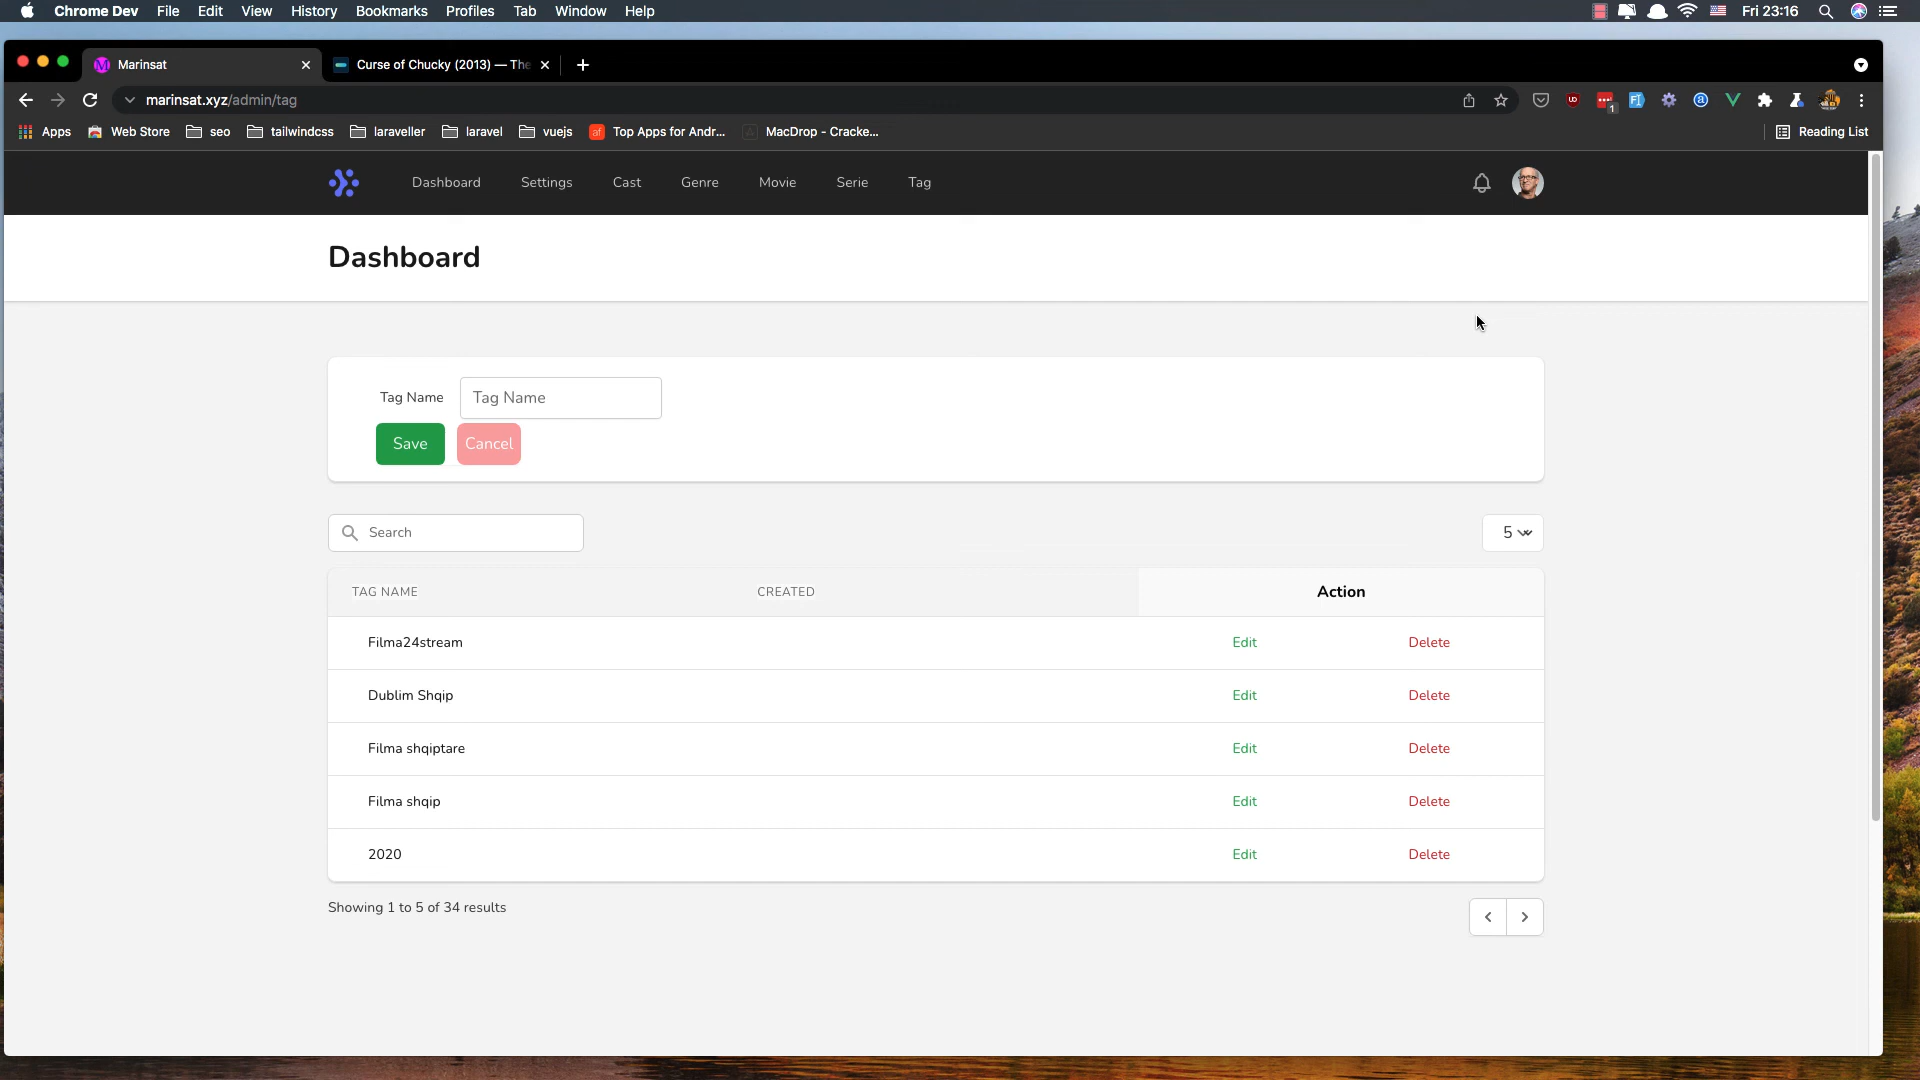 Chrome Dev File Edit View History Bookmarks Profiles Tab Window Help Fri 23:16
Marinsat Curse of Chucky (2013) — The
marinsat.xyz/admin/tag
Apps Web Store seo tailwindcss laraveller laravel vuejs Top Apps for Andr... MacDrop - Cracke... Reading List
Dashboard Settings Cast Genre Movie Serie Tag
Dashboard
Tag Name Tag Name
Save Cancel
Search 5
TAG NAME CREATED Action
Filma24stream Edit Delete
Dublim Shqip Edit Delete
Filma shqiptare Edit Delete
Filma shqip Edit Delete
2020 Edit Delete
Showing 1 to 5 of 34 results